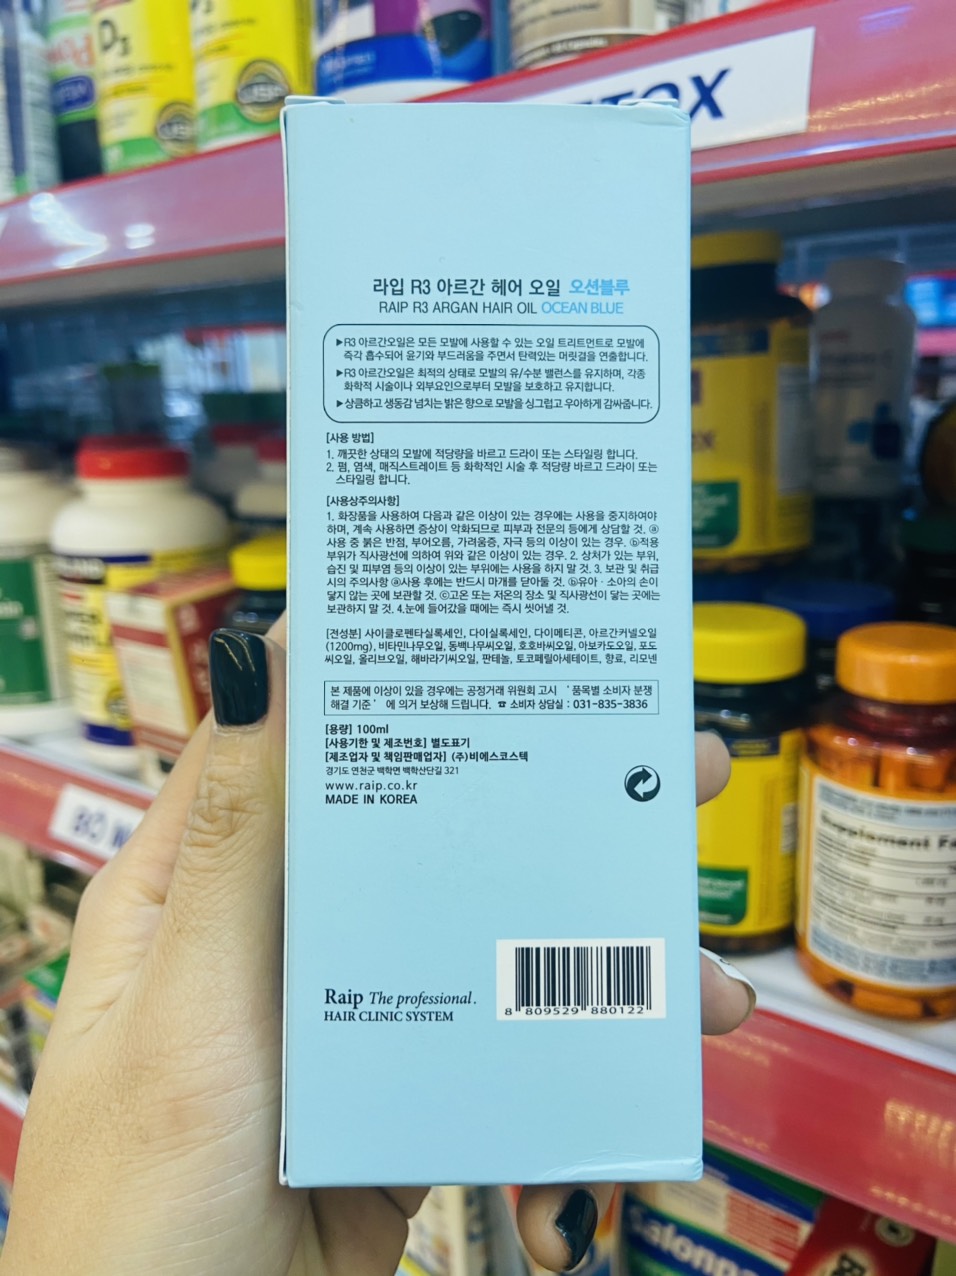 D3
TOX
라입 R3 아르간 헤어 오일 오션블루
RAIP R3 ARGAN HAIR OIL OCEAN BLUE
▶R3 아르간오일은 모든 모발에 사용할 수 있는 오일 트리트먼트로 모발에
즉각 흡수되어 윤기와 부드러움을 주면서 탄력있는 머릿결을 연출합니다.
▶R3 아르간오일은 최적의 상태로 모발의 유/수분 밸런스를 유지하며, 각종
화학적 시술이나 외부요인으로부터 모발을 보호하고 유지합니다.
▶상큼하고 생동감 넘치는 밝은 향으로 모발을 싱그럽고 우아하게 감싸줍니다.
[사용 방법]
1. 깨끗한 상태의 모발에 적당량을 바르고 드라이 또는 스타일링 합니다.
2. 펌, 염색, 매직스트레이트 등 화학적인 시술 후 적당량 바르고 드라이 또는
스타일링 합니다.
[사용상주의사항]
1. 화장품을 사용하여 다음과 같은 이상이 있는 경우에는 사용을 중지하여야
하며, 계속 사용하면 증상이 악화되므로 피부과 전문의 등에게 상담할 것. ⓐ
사용 중 붉은 반점, 부어오름, 가려움증, 자극 등의 이상이 있는 경우. ⓑ적용
부위가 직사광선에 의하여 위와 같은 이상이 있는 경우. 2. 상처가 있는 부위,
습진 및 피부염 등의 이상이 있는 부위에는 사용을 하지 말 것. 3. 보관 및 취급
시의 주의사항 ⓐ사용 후에는 반드시 마개를 닫아둘 것. ⓑ유아 · 소아의 손이
닿지 않는 곳에 보관할 것. ⓒ고온 또는 저온의 장소 및 직사광선이 닿는 곳에는
보관하지 말 것. 4.눈에 들어갔을 때에는 즉시 씻어낼 것.
[전성분] 사이클로펜타실록세인, 다이실록세인, 다이메티콘, 아르간커넬오일
(1200mg), 비타민나무오일, 동백나무씨오일, 호호바씨오일, 아보카도오일, 포도
씨오일, 올리브오일, 해바라기씨오일, 판테놀, 토코페릴아세테이트, 향료, 리모넨
본 제품에 이상이 있을 경우에는 공정거래 위원회 고시 ‘ 품목별 소비자 분쟁
해결 기준 ’ 에 의거 보상해 드립니다. ☎ 소비자 상담실 : 031-835-3836
[용량] 100ml
[사용기한 및 제조번호] 별도표기
[제조업자 및 책임판매업자] (주)비에스코스텍
경기도 연천군 백학면 백학산단길 321
www.raip.co.kr
MADE IN KOREA
Raip The professional.
HAIR CLINIC SYSTEM
8 809529 880122
Supplement Fa
Salonpa